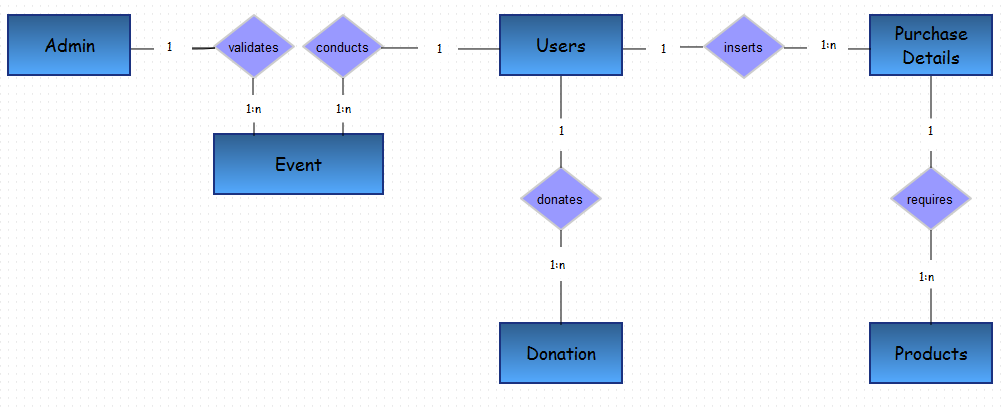 Admin
1
validates
conducts
1
Users
1
inserts
1:n
Purchase
Details
1:n
1:n
Event
1
1
donates
requires
1:n
1:n
Donation
Products